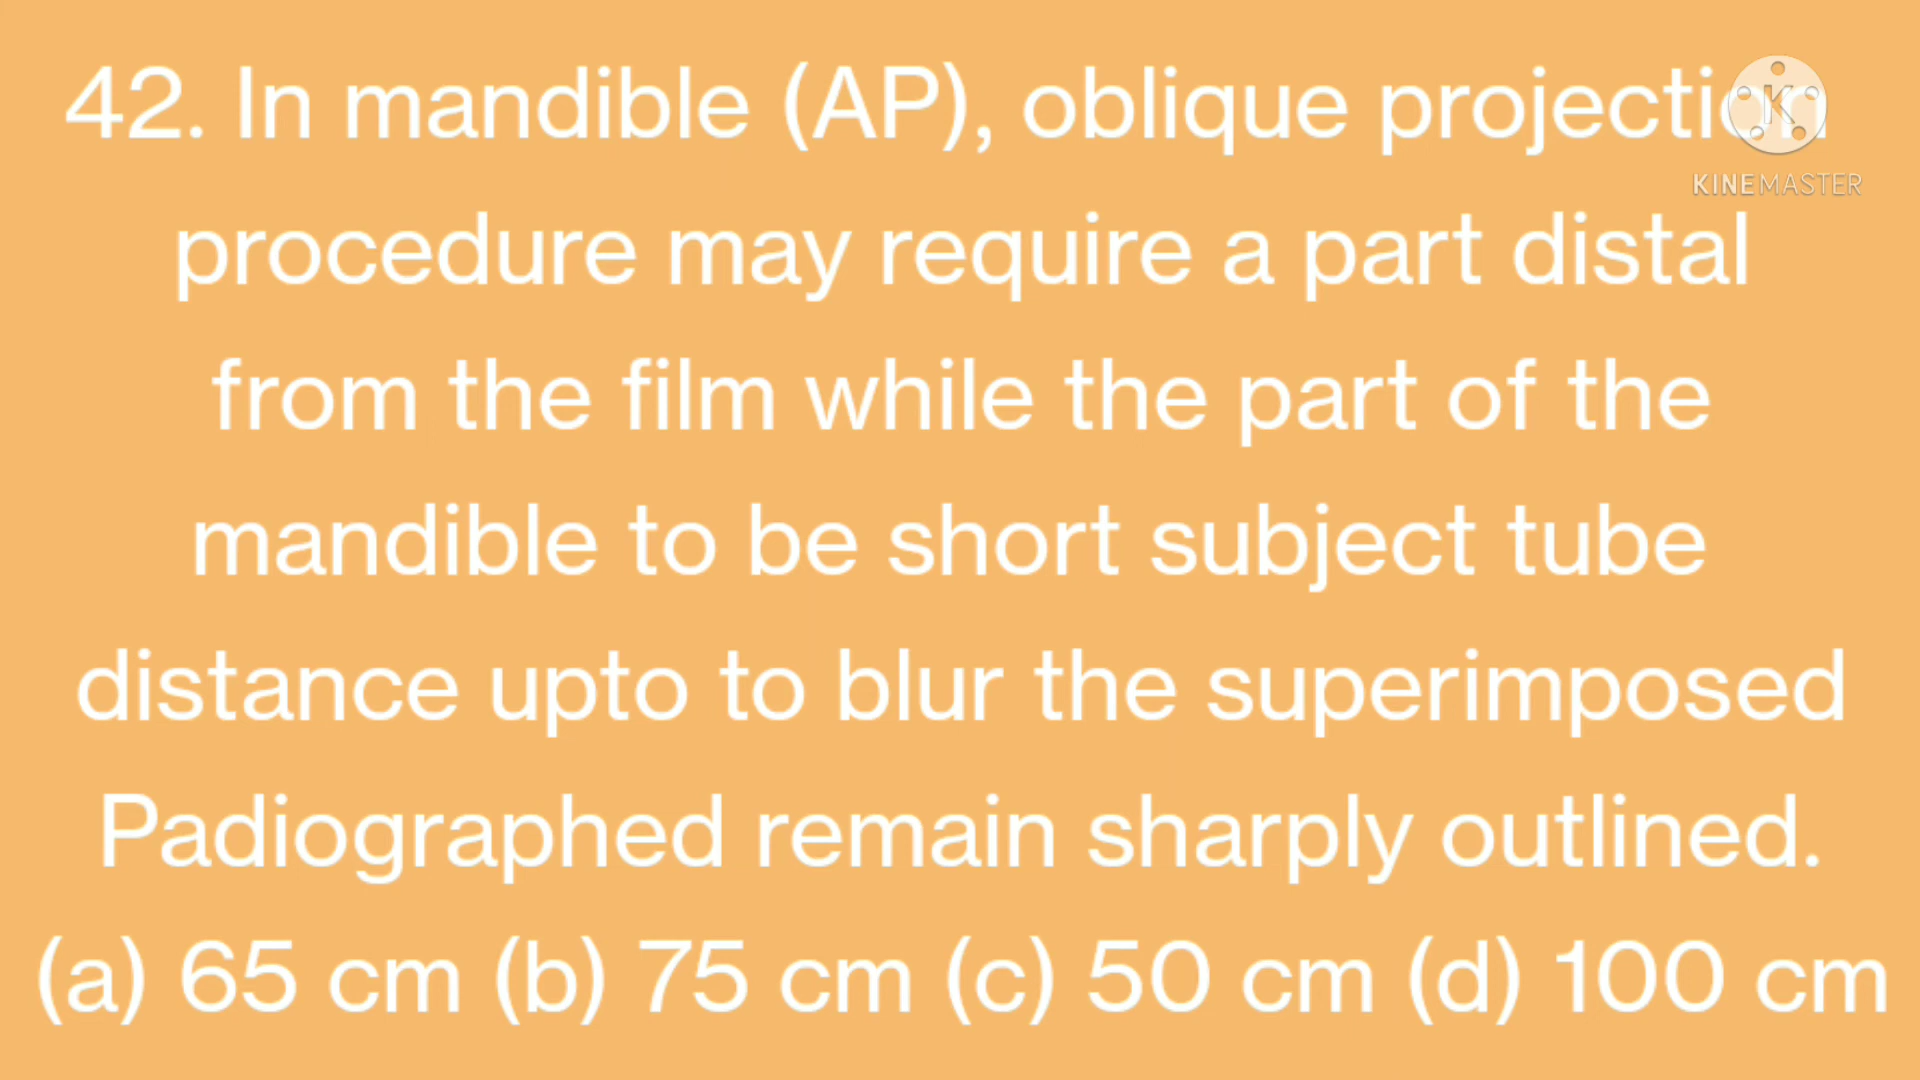 42. In mandible (AP), oblique projection
KINEMASTER
procedure may require a part distal
from the film while the part of the
mandible to be short subject tube
distance upto to blur the superimposed
Padiographed remain sharply outlined.
(a) 65 cm (b) 75 cm (c) 50 cm (d) 100 cm